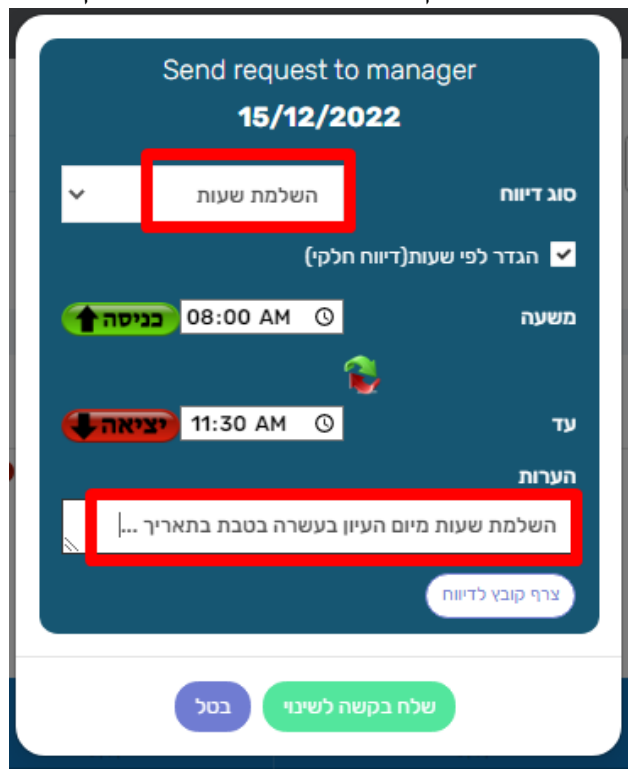 Send request to manager
15/12/2022
סוג דיווח השלמת שעות
הגדר לפי שעות(דיווח חלקי)
משעה 08:00 AM כניסה
עד 11:30 AM יציאה
הערות
השלמת שעות מיום העיון בעשרה בטבת בתאריך ...
צרף קובץ לדיווח
שלח בקשה לשינוי בטל